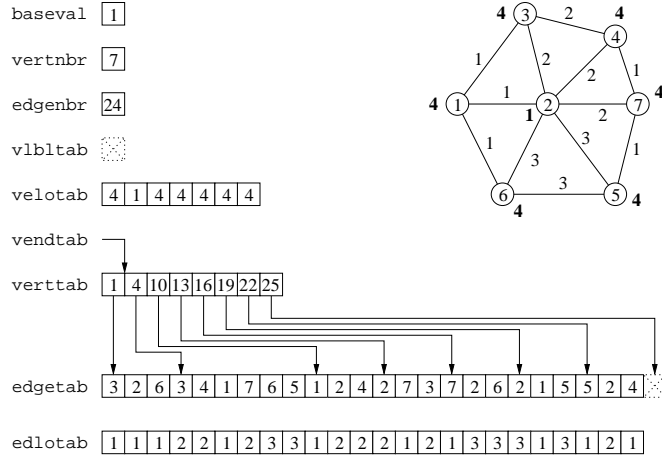 baseval 1
vertnbr 7
edgenbr 24
vlbltab
velotab 4 1 4 4 4 4 4
vendtab
verttab 1 4 10 13 16 19 22 25
edgetab 3 2 6 3 4 1 7 6 5 1 2 4 2 7 3 7 2 6 2 1 5 5 2 4
edlotab 1 1 1 2 2 1 2 3 3 1 2 2 2 1 2 1 3 3 3 1 3 1 2 1
4 3 2 4
4
1 2 2 1
4 1 1 2 2 7 4
1
1 3 3 1
6 3 5 4
4